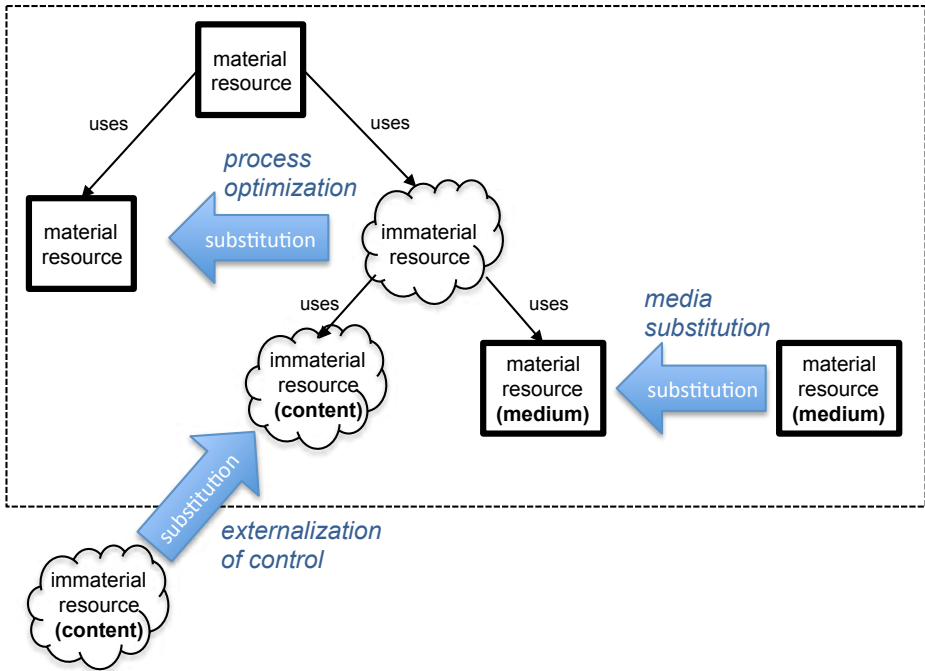 material
resource
uses
uses
process
optimization
material
resource
substitution
immaterial
resource
uses
uses
media
substitution
immaterial
resource
(content)
material
resource
(medium)
substitution
material
resource
(medium)
substitution
externalization
of control
immaterial
resource
(content)